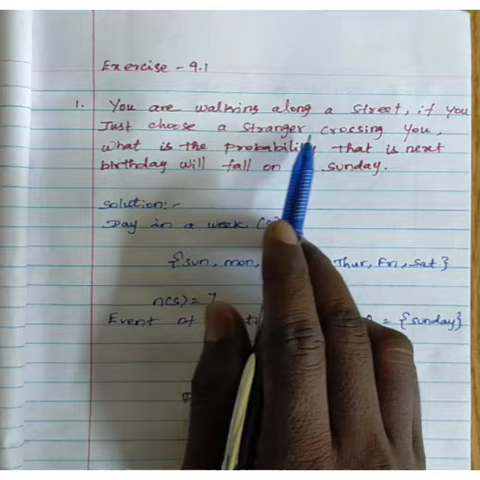 Exercise - 9.1
1. You are walking along a street, if you
Just choose a stranger crossing you,
what is the probability that is next
birthday will fall on sunday.
Solution:-
Day in a week (s)
{sun, mon, Thur, Fri, Sat}
n(s) = 7
Event of = {sunday}